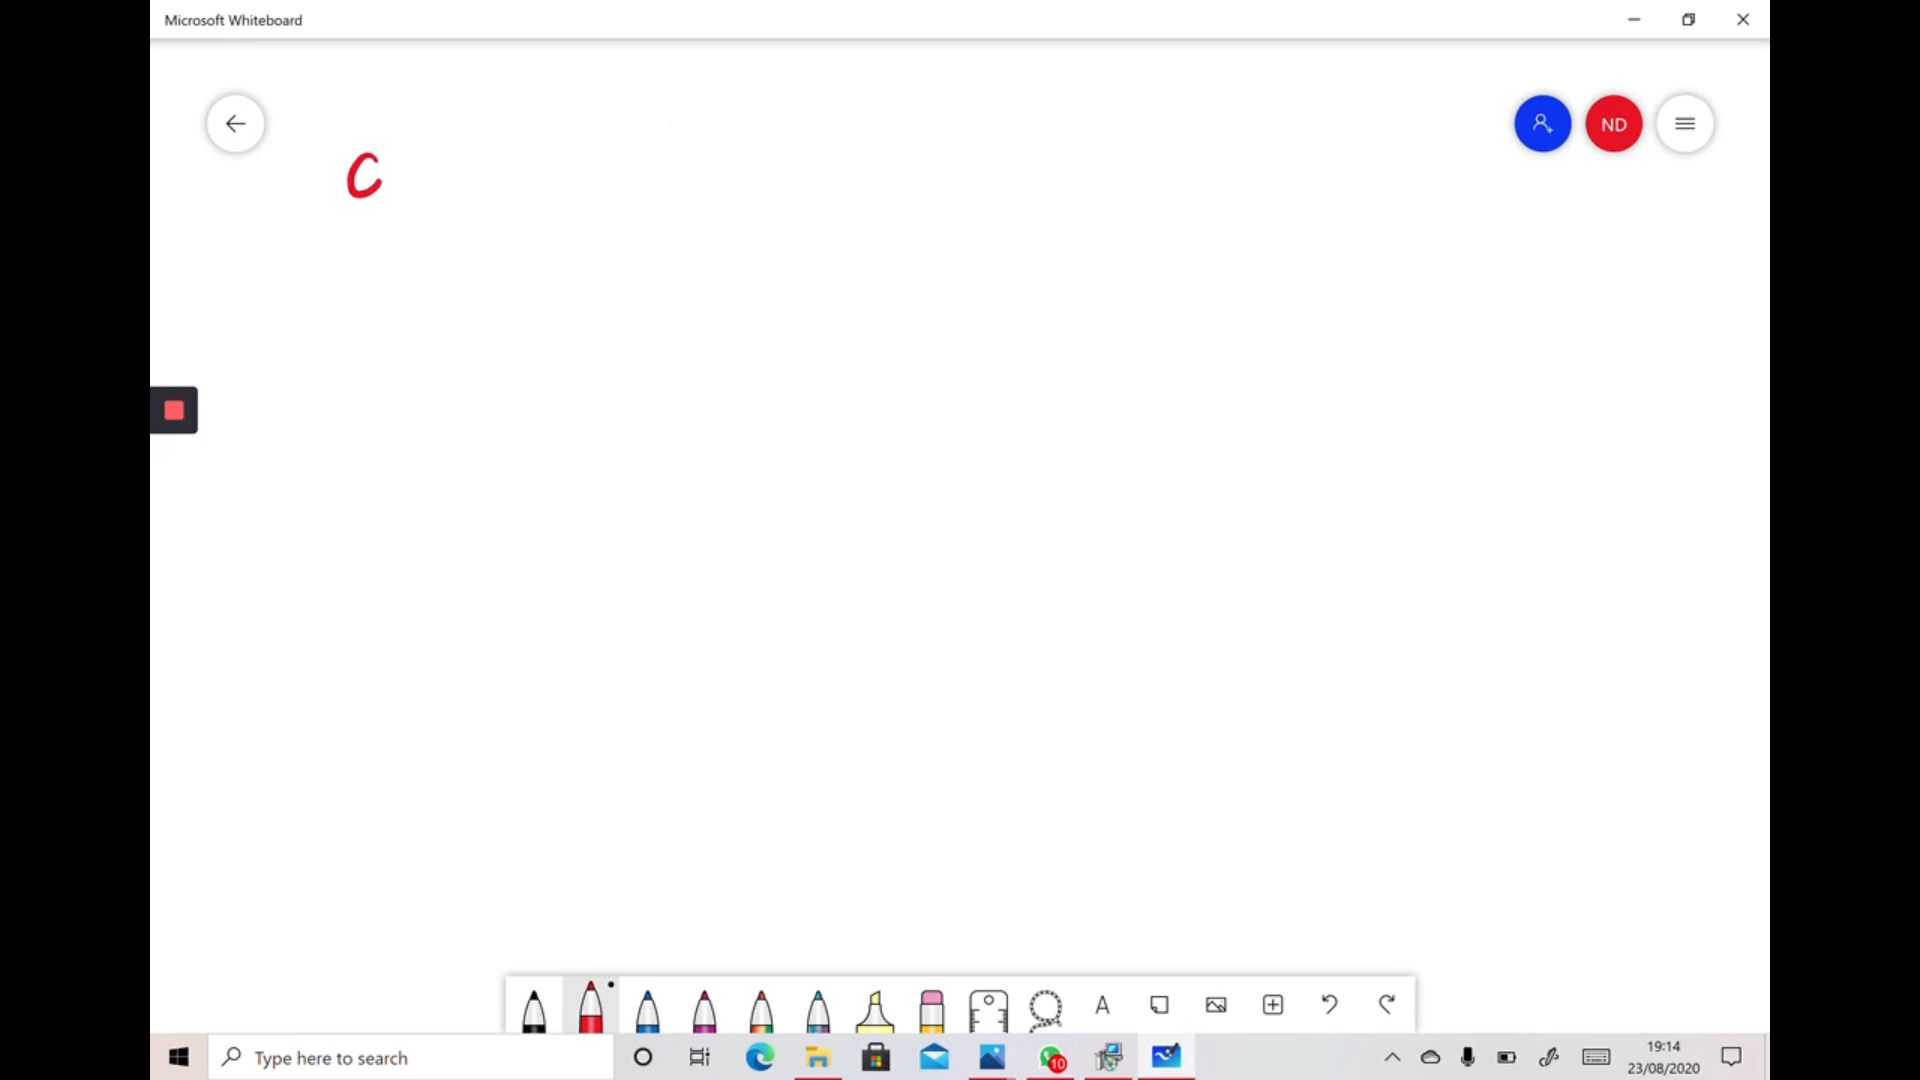 Microsoft Whiteboard
ND
C
A
Type here to search
10
19:14
23/08/2020